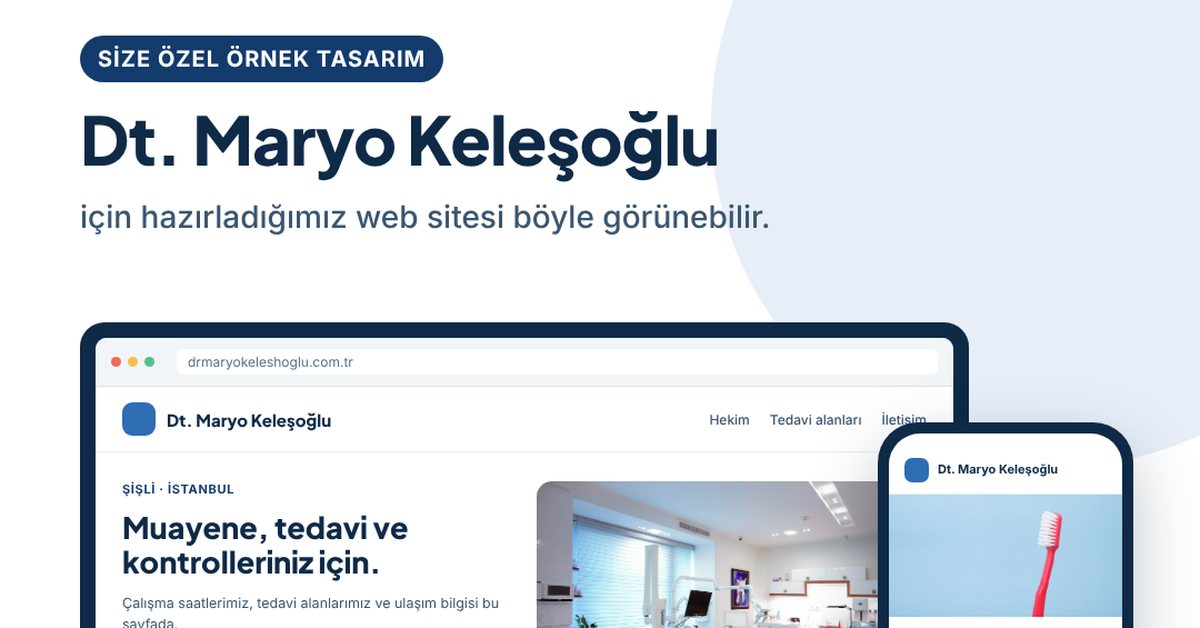 SİZE ÖZEL ÖRNEK TASARIM
Dt. Maryo Keleşoğlu
için hazırladığımız web sitesi böyle görünebilir.
drmaryokeleshoglu.com.tr
Dt. Maryo Keleşoğlu
Hekim Tedavi alanları İletişim
Dt. Maryo Keleşoğlu
ŞİŞLİ · İSTANBUL
Muayene, tedavi ve
kontrolleriniz için.
Çalışma saatlerimiz, tedavi alanlarımız ve ulaşım bilgisi bu
sayfada.